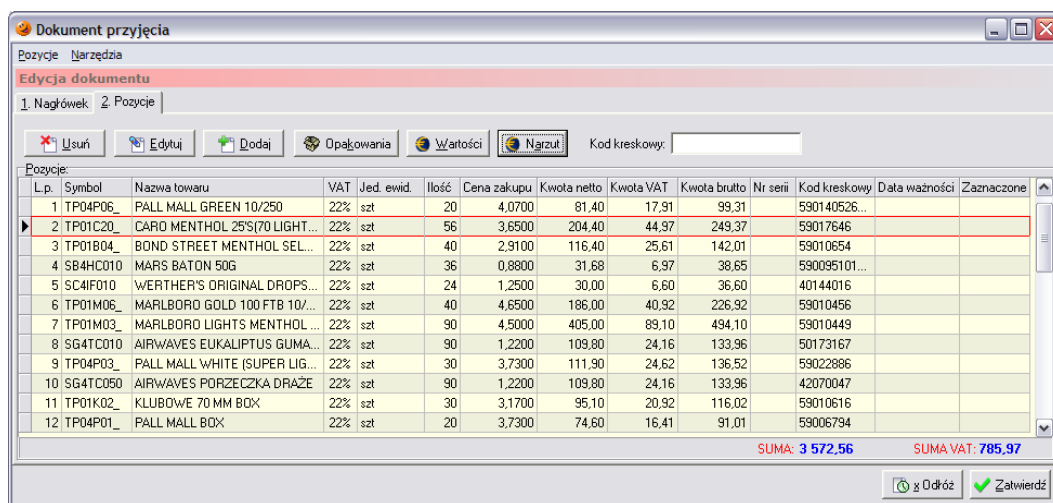 Dokument przyjęcia
Pozycje Narzędzia
Edycja dokumentu
1. Nagłówek 2. Pozycje
Usuń Edytuj Dodaj Opakowania Wartości Narzut Kod kreskowy:
Pozycje:
L.p. Symbol Nazwa towaru VAT Jed. ewid. Ilość Cena zakupu Kwota netto Kwota VAT Kwota brutto Nr serii Kod kreskowy Data ważności Zaznaczone
1 TP04P06_ PALL MALL GREEN 10/250 22% szt 20 4,0700 81,40 17,91 99,31 590140526...
2 TP01C20_ CARO MENTHOL 25'S(70 LIGHT... 22% szt 56 3,6500 204,40 44,97 249,37 59017646
3 TP01B04_ BOND STREET MENTHOL SEL... 22% szt 40 2,9100 116,40 25,61 142,01 59010654
4 SB4HC010 MARS BATON 50G 22% szt 36 0,8800 31,68 6,97 38,65 590095101...
5 SC4IF010 WERTHER'S ORIGINAL DROPS... 22% szt 24 1,2500 30,00 6,60 36,60 40144016
6 TP01M06_ MARLBORO GOLD 100 FTB 10/... 22% szt 40 4,6500 186,00 40,92 226,92 59010456
7 TP01M03_ MARLBORO LIGHTS MENTHOL ... 22% szt 90 4,5000 405,00 89,10 494,10 59010449
8 SG4TC010 AIRWAVES EUKALIPTUS GUMA... 22% szt 90 1,2200 109,80 24,16 133,96 50173167
9 TP04P03_ PALL MALL WHITE (SUPER LIG... 22% szt 30 3,7300 111,90 24,62 136,52 59022886
10 SG4TC050 AIRWAVES PORZECZKA DRAŻE 22% szt 90 1,2200 109,80 24,16 133,96 42070047
11 TP01K02_ KLUBOWE 70 MM BOX 22% szt 30 3,1700 95,10 20,92 116,02 59010616
12 TP04P01_ PALL MALL BOX 22% szt 20 3,7300 74,60 16,41 91,01 59006794
SUMA: 3 572,56 SUMA VAT: 785,97
x Odłóż Zatwierdź